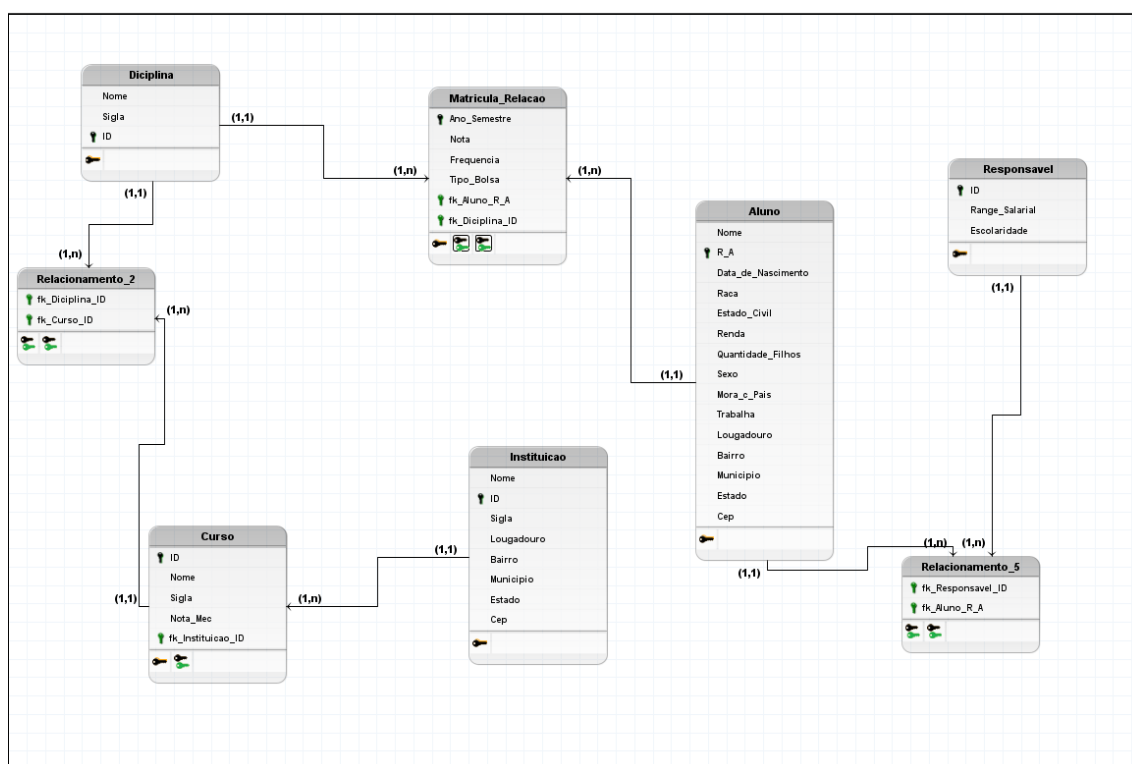 Diciplina
Nome
Sigla
ID
(1,1)
(1,1)
Matricula_Relacao
Ano_Semestre
Nota
Frequencia
Tipo_Bolsa
fk_Aluno_R_A
fk_Diciplina_ID
(1,n)
(1,n)
Responsavel
ID
Range_Salarial
Escolaridade
(1,1)
Aluno
Nome
R_A
Data_de_Nascimento
Raca
Estado_Civil
Renda
Quantidade_Filhos
Sexo
Mora_c_Pais
Trabalha
Lougadouro
Bairro
Municipio
Estado
Cep
(1,1)
(1,1)
(1,n)
Relacionamento_2
fk_Diciplina_ID
fk_Curso_ID
(1,n)
Instituicao
Nome
ID
Sigla
Lougadouro
Bairro
Municipio
Estado
Cep
(1,1)
Curso
ID
Nome
Sigla
Nota_Mec
fk_Instituicao_ID
(1,1)
(1,n)
(1,n)
(1,n)
Relacionamento_5
fk_Responsavel_ID
fk_Aluno_R_A